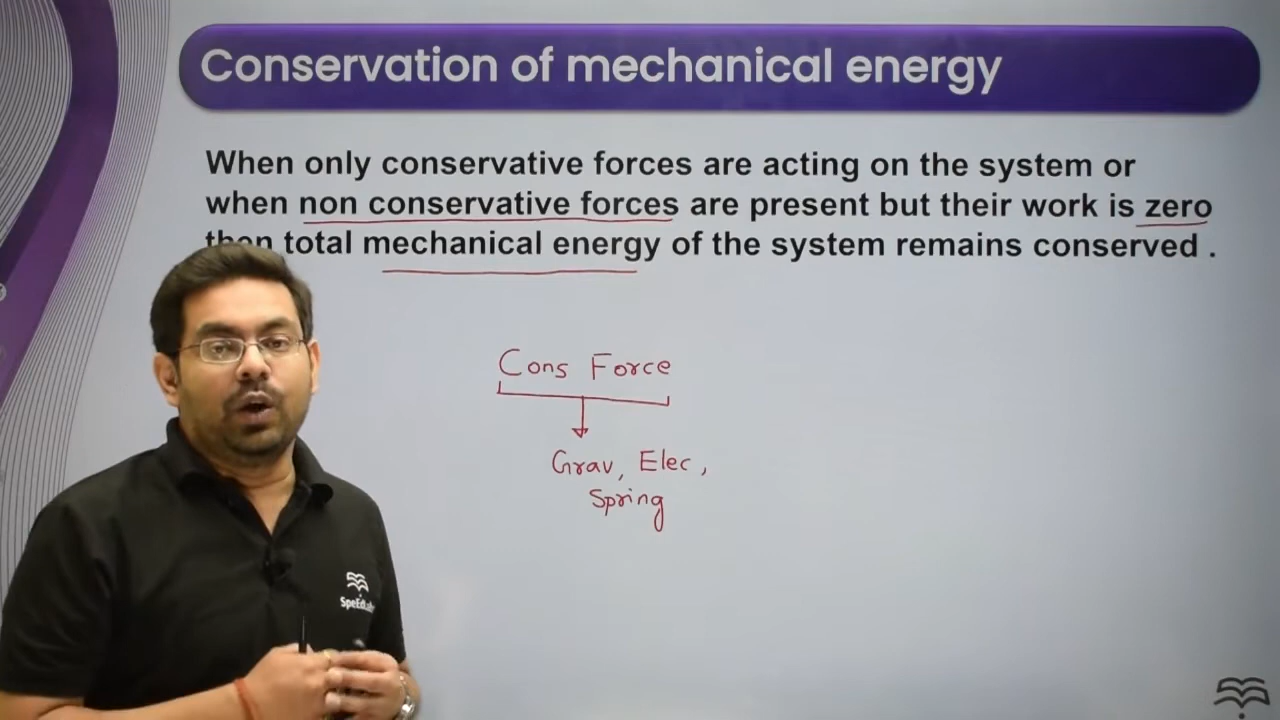 Conservation of mechanical energy
When only conservative forces are acting on the system or
when non conservative forces are present but their work is zero
then total mechanical energy of the system remains conserved .
Cons Force
Grav, Elec,
Spring